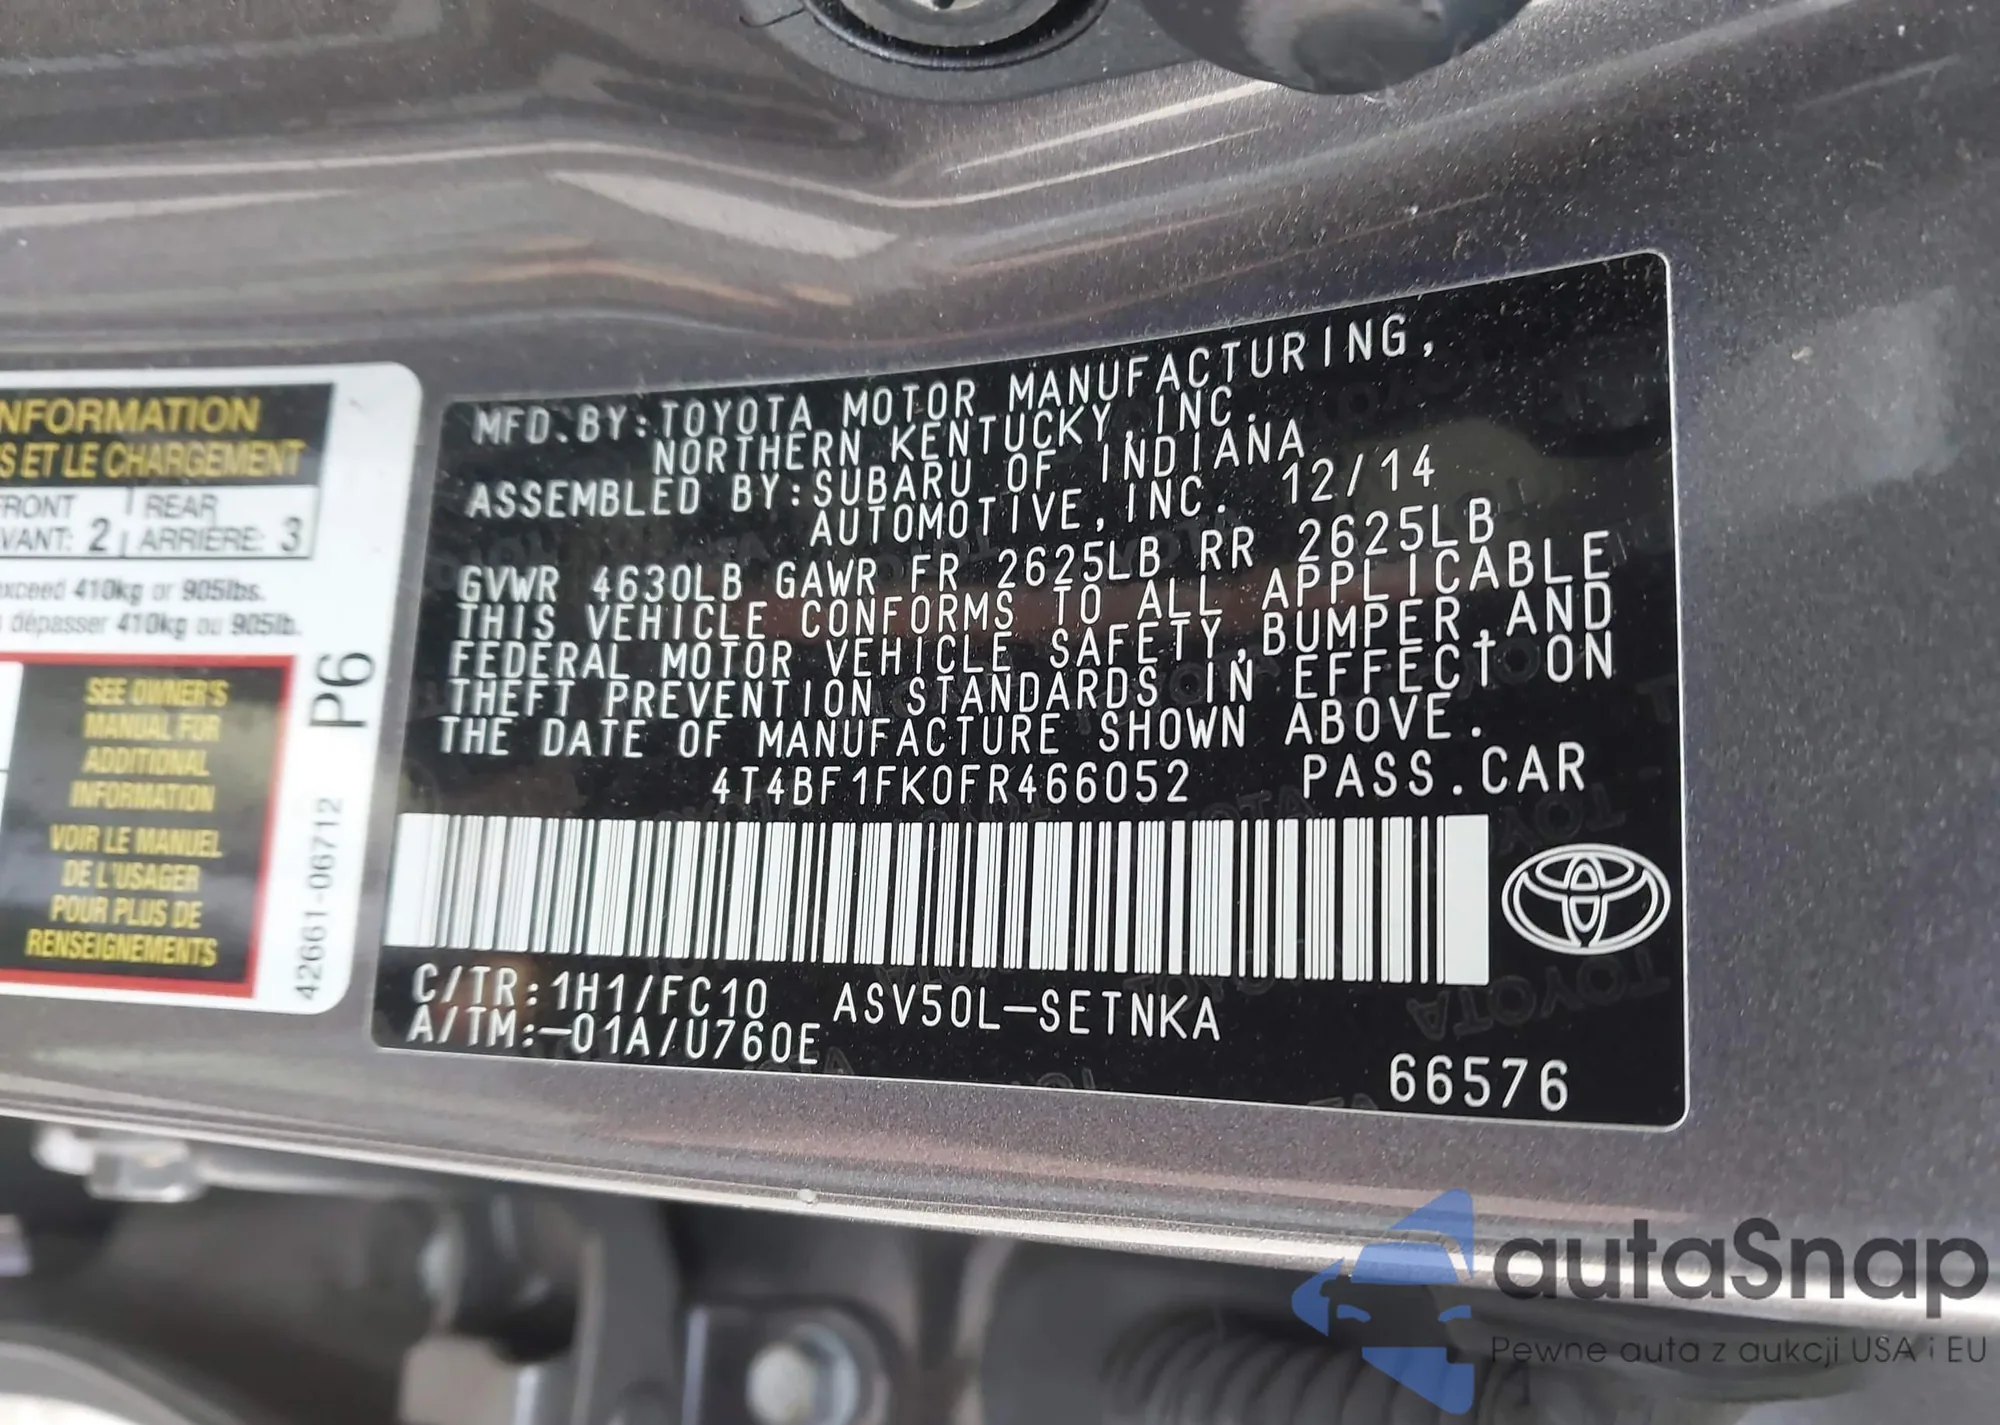 NFORMATION
S ET LE CHARGEMENT
FRONT REAR
VANT: 2 ARRIÈRE: 3
exceed 410kg or 905lbs.
dépasser 410kg ou 905lb.
SEE OWNER'S
MANUAL FOR
ADDITIONAL
INFORMATION
VOIR LE MANUEL
DE L'USAGER
POUR PLUS DE
RENSEIGNEMENTS
P6
42661-06712
MFD.BY:TOYOTA MOTOR MANUFACTURING,
NORTHERN KENTUCKY,INC.
ASSEMBLED BY:SUBARU OF INDIANA
AUTOMOTIVE,INC. 12/14
GVWR 4630LB GAWR FR 2625LB RR 2625LB
THIS VEHICLE CONFORMS TO ALL APPLICABLE
FEDERAL MOTOR VEHICLE SAFETY,BUMPER,AND
THEFT PREVENTION STANDARDS IN EFFECT ON
THE DATE OF MANUFACTURE SHOWN ABOVE.
4T4BF1FK0FR466052 PASS.CAR
C/TR:1H1/FC10 ASV50L-SETNKA
A/TM:-01A/U760E
66576
autaSnap
Pewne auta z aukcji USA i EU